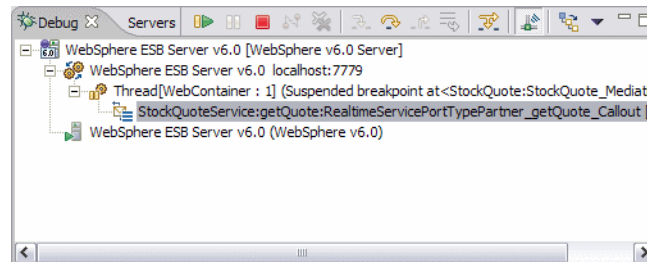 Debug Servers
WebSphere ESB Server v6.0 [WebSphere v6.0 Server]
WebSphere ESB Server v6.0 localhost:7779
Thread[WebContainer : 1] (Suspended breakpoint at<StockQuote:StockQuote_Mediat
StockQuoteService:getQuote:RealtimeServicePortTypePartner_getQuote_Callout [
WebSphere ESB Server v6.0 (WebSphere v6.0)